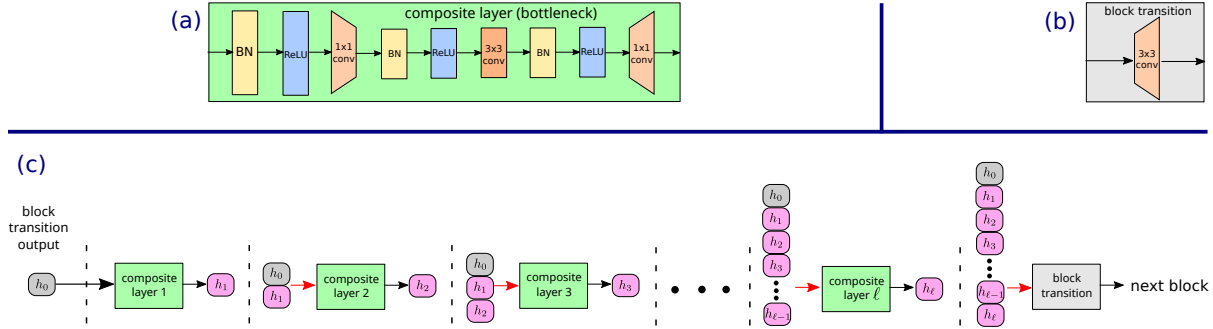 (a)
composite layer (bottleneck)
BN
ReLU
1x1
conv
BN
ReLU
3x3
conv
BN
ReLU
1x1
conv
(b)
block transition
3x3
conv
(c)
block
transition
output
h₀
composite
layer 1
h₁
h₀
h₁
composite
layer 2
h₂
h₀
h₁
h₂
composite
layer 3
h₃
h₀
h₁
h₂
h₃
hℓ₋₁
composite
layer ℓ
hℓ
h₀
h₁
h₂
h₃
hℓ₋₁
hℓ
block
transition
next block